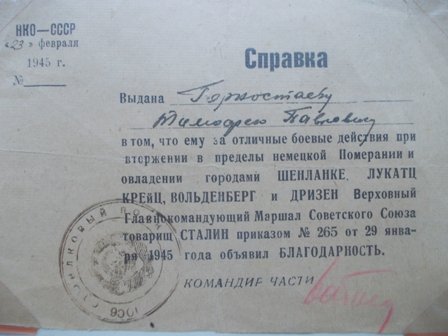 НКО—СССР
«23» февраля
1945 г.
№
Справка
Выдана Горностаеву
Тимофею Павловичу
в том, что ему за отличные боевые действия при
вторжении в пределы немецкой Померании и
овладении городами ШЕНЛАНКЕ, ЛУКАТЦ
КРЕЙЦ, ВОЛЬДЕНБЕРГ и ДРИЗЕН Верховный
Главнокомандующий Маршал Советского Союза
товарищ СТАЛИН приказом № 265 от 29 янва-
ря 1945 года объявил БЛАГОДАРНОСТЬ.
КОМАНДИР ЧАСТИ